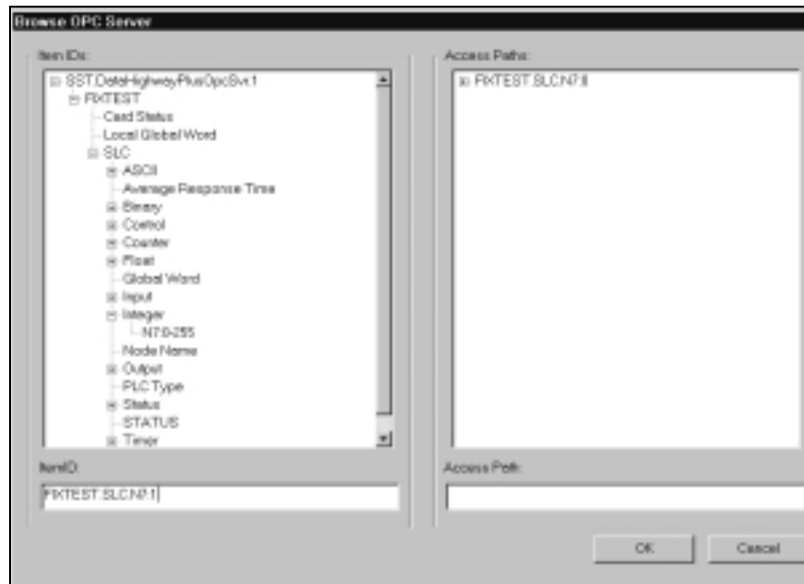 Browse OPC Server
Item IDs:
SST.DataHighwayPlusOpcSvr.1
FIXTEST
Card Status
Local Global Word
SLC
ASCII
Average Response Time
Binary
Control
Counter
Float
Global Word
Input
Integer
N7:0-255
Node Name
Output
PLC Type
Status
STATUS
Timer
ItemID:
FIXTEST.SLC.N7:1
Access Paths:
FIXTEST.SLC.N7:0
Access Path:
OK
Cancel